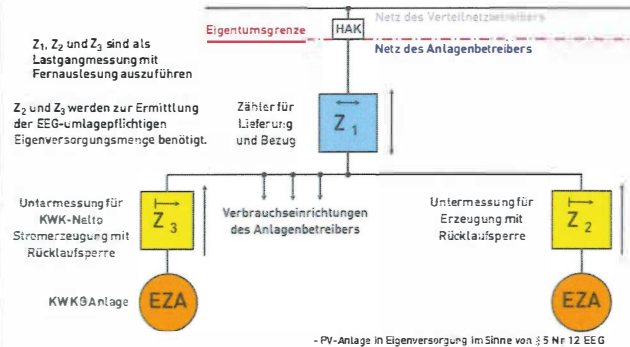 Netz des Verteilnetzbetreibers
Eigentumsgrenze
HAK
Netz des Anlagenbetreibers
Z1, Z2 und Z3 sind als
Lastgangmessung mit
Fernauslesung auszuführen
Z2 und Z3 werden zur Ermittlung
der EEG-umlagepflichtigen
Eigenversorgungsmenge benötigt.
Zähler für
Lieferung
und Bezug
Z 1
Untermessung für
KWK-Netto
Stromerzeugung mit
Rücklaufsperre
Z 3
Verbrauchseinrichtungen
des Anlagenbetreibers
Untermessung für
Erzeugung mit
Rücklaufsperre
Z 2
KWKGAnlage
EZA
EZA
- PV-Anlage in Eigenversorgung im Sinne von § 5 Nr 12 EEG